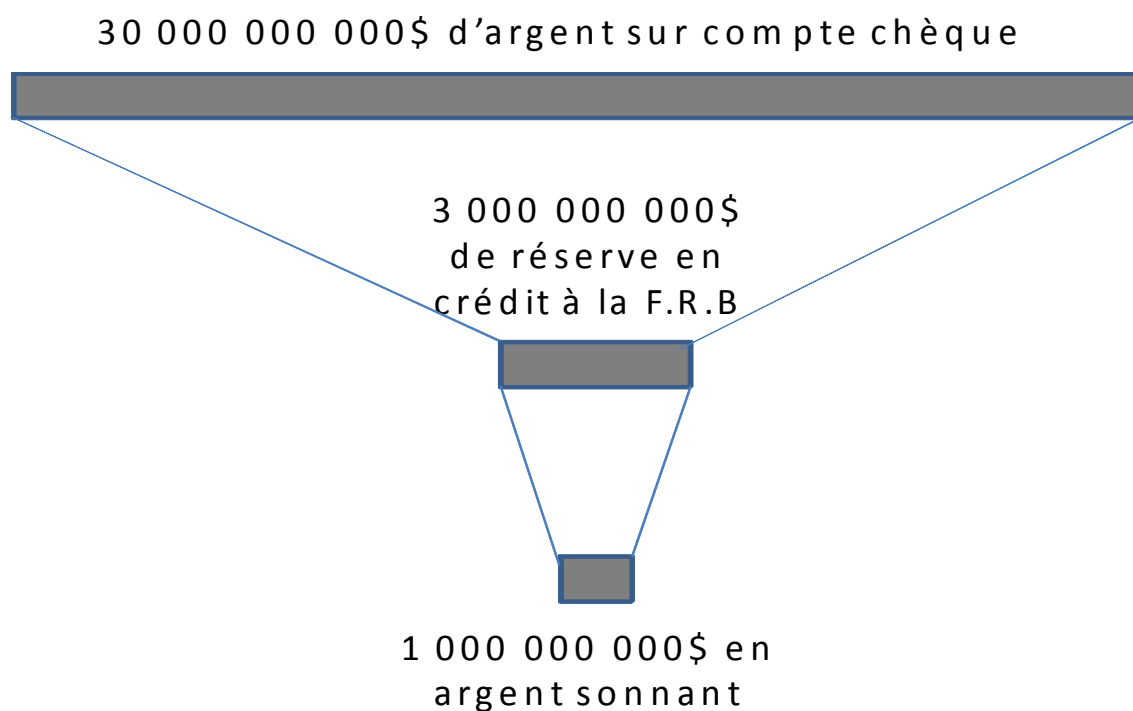 30 000 000 000$ d’argent sur compte chèque
3 000 000 000$
de réserve en
crédit à la F.R.B
1 000 000 000$ en
argent sonnant